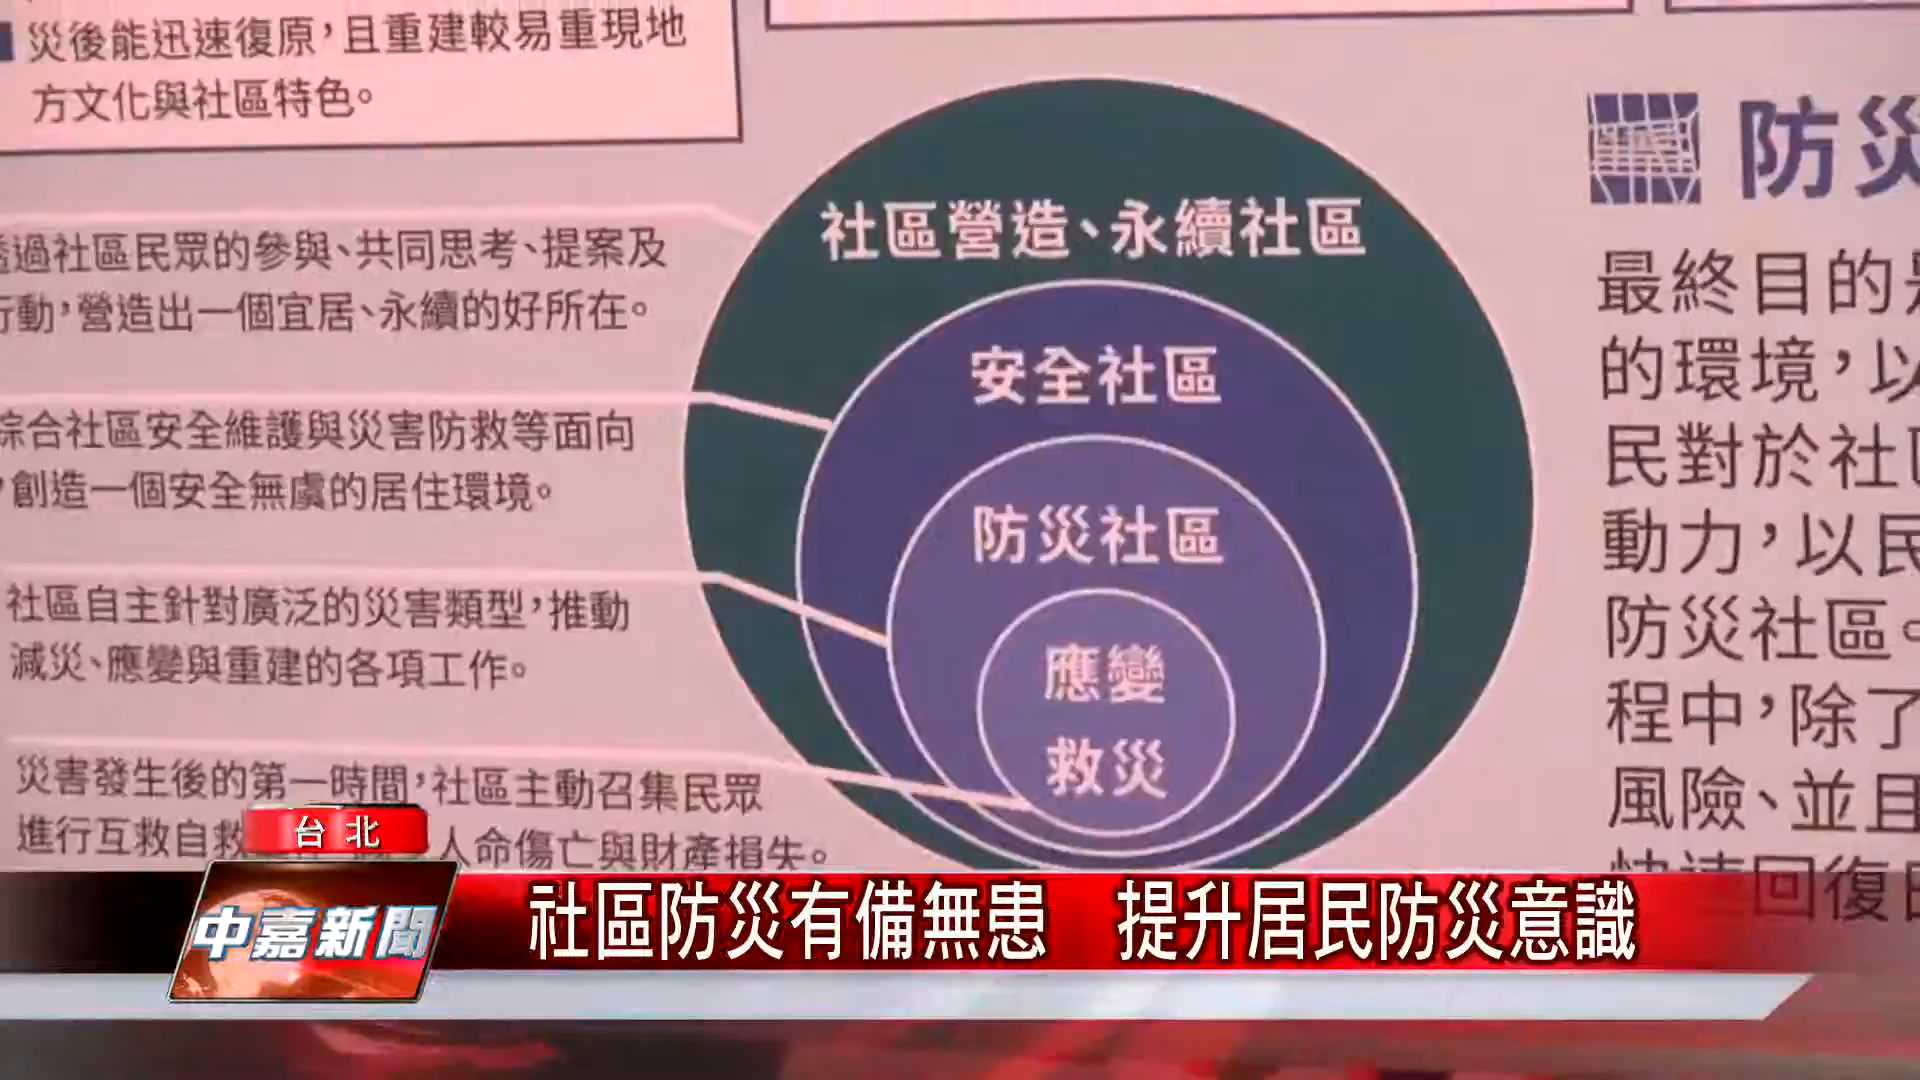 災後能迅速復原，且重建較易重現地
方文化與社區特色。
透過社區民眾的參與、共同思考、提案及
行動，營造出一個宜居、永續的好所在。
綜合社區安全維護與災害防救等面向
，創造一個安全無虞的居住環境。
社區自主針對廣泛的災害類型，推動
減災、應變與重建的各項工作。
災害發生後的第一時間，社區主動召集民眾
進行互救自救
人命傷亡與財產損失。
社區營造、永續社區
安全社區
防災社區
應變
救災
防災
最終目的是
的環境，以
民對於社區
動力，以民
防災社區。
程中，除了
風險、並且
快速回復
台北
中嘉新聞
社區防災有備無患 提升居民防災意識